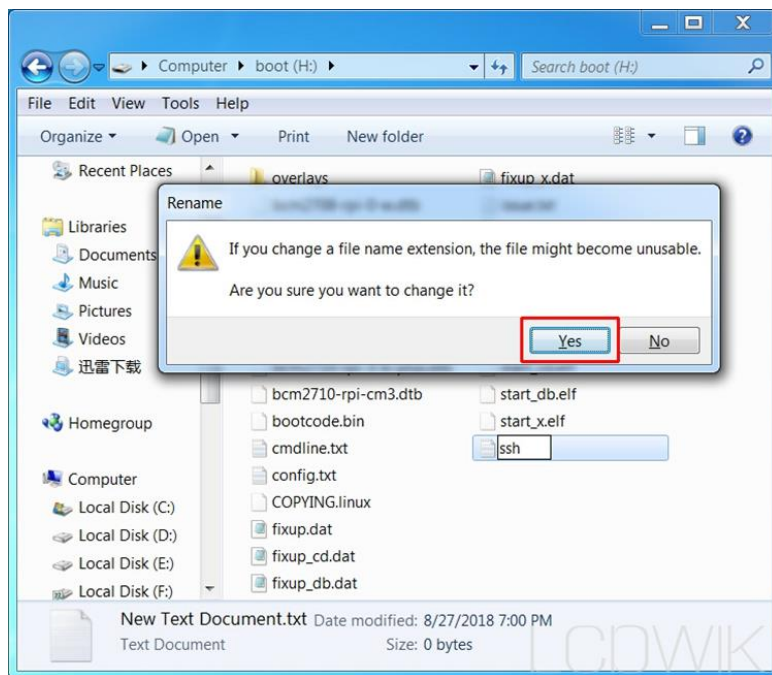 Computer ▸ boot (H:) ▸
Search boot (H:)
File Edit View Tools Help
Organize ▾ Open ▾ Print New folder
Recent Places
Libraries
Documents
Music
Pictures
Videos
迅雷下载
Homegroup
Computer
Local Disk (C:)
Local Disk (D:)
Local Disk (E:)
Local Disk (F:)
overlays
fixup_x.dat
Rename
If you change a file name extension, the file might become unusable.
Are you sure you want to change it?
Yes No
bcm2710-rpi-cm3.dtb
bootcode.bin
cmdline.txt
config.txt
COPYING.linux
fixup.dat
fixup_cd.dat
fixup_db.dat
start_db.elf
start_x.elf
ssh
New Text Document.txt Date modified: 8/27/2018 7:00 PM
Text Document Size: 0 bytes
LCDWIK